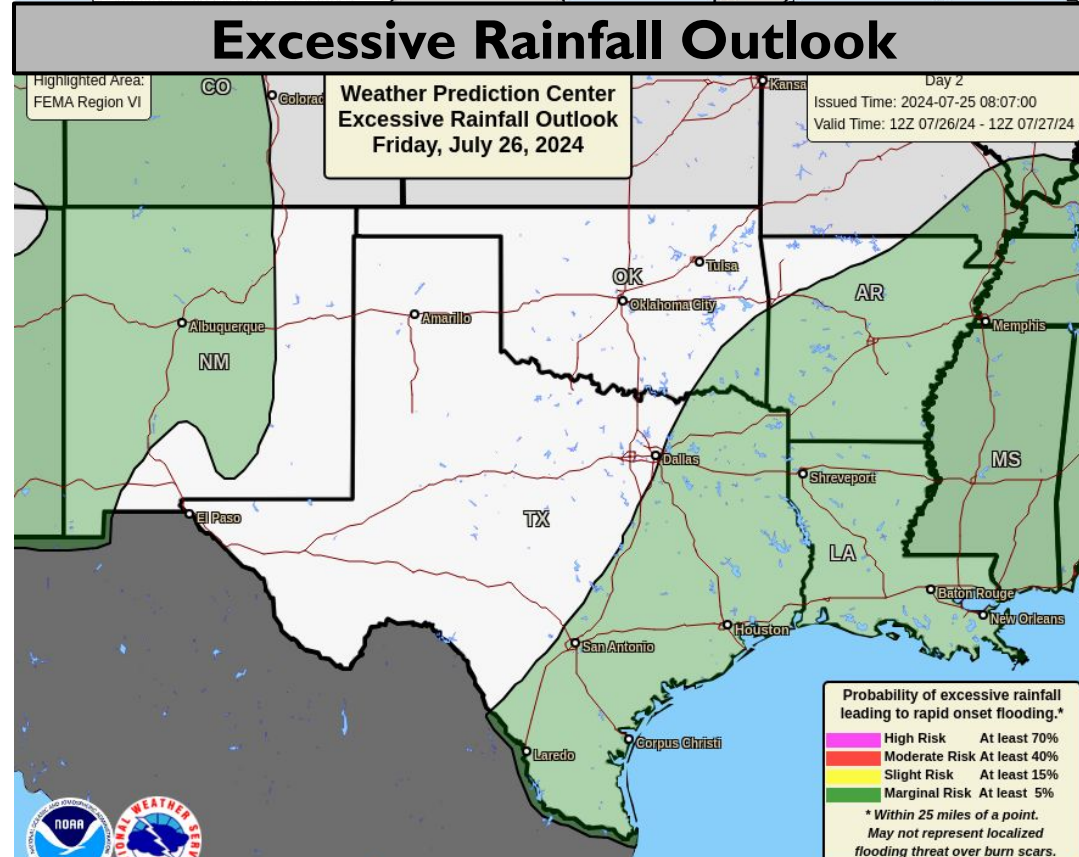 Excessive Rainfall Outlook
Highlighted Area:
FEMA Region VI
Weather Prediction Center
Excessive Rainfall Outlook
Friday, July 26, 2024
Day 2
Issued Time: 2024-07-25 08:07:00
Valid Time: 12Z 07/26/24 - 12Z 07/27/24
CO
Colorad
Kansa
OK
Tulsa
Oklahoma City
AR
Amarillo
Albuquerque
Memphis
NM
Dallas
MS
Shreveport
El Paso
TX
LA
Baton Rouge
New Orleans
Houston
San Antonio
Corpus Christi
Laredo
Probability of excessive rainfall
leading to rapid onset flooding.*
High Risk At least 70%
Moderate Risk At least 40%
Slight Risk At least 15%
Marginal Risk At least 5%
* Within 25 miles of a point.
May not represent localized
flooding threat over burn scars.
NOAA
NAL WEATHER SERV